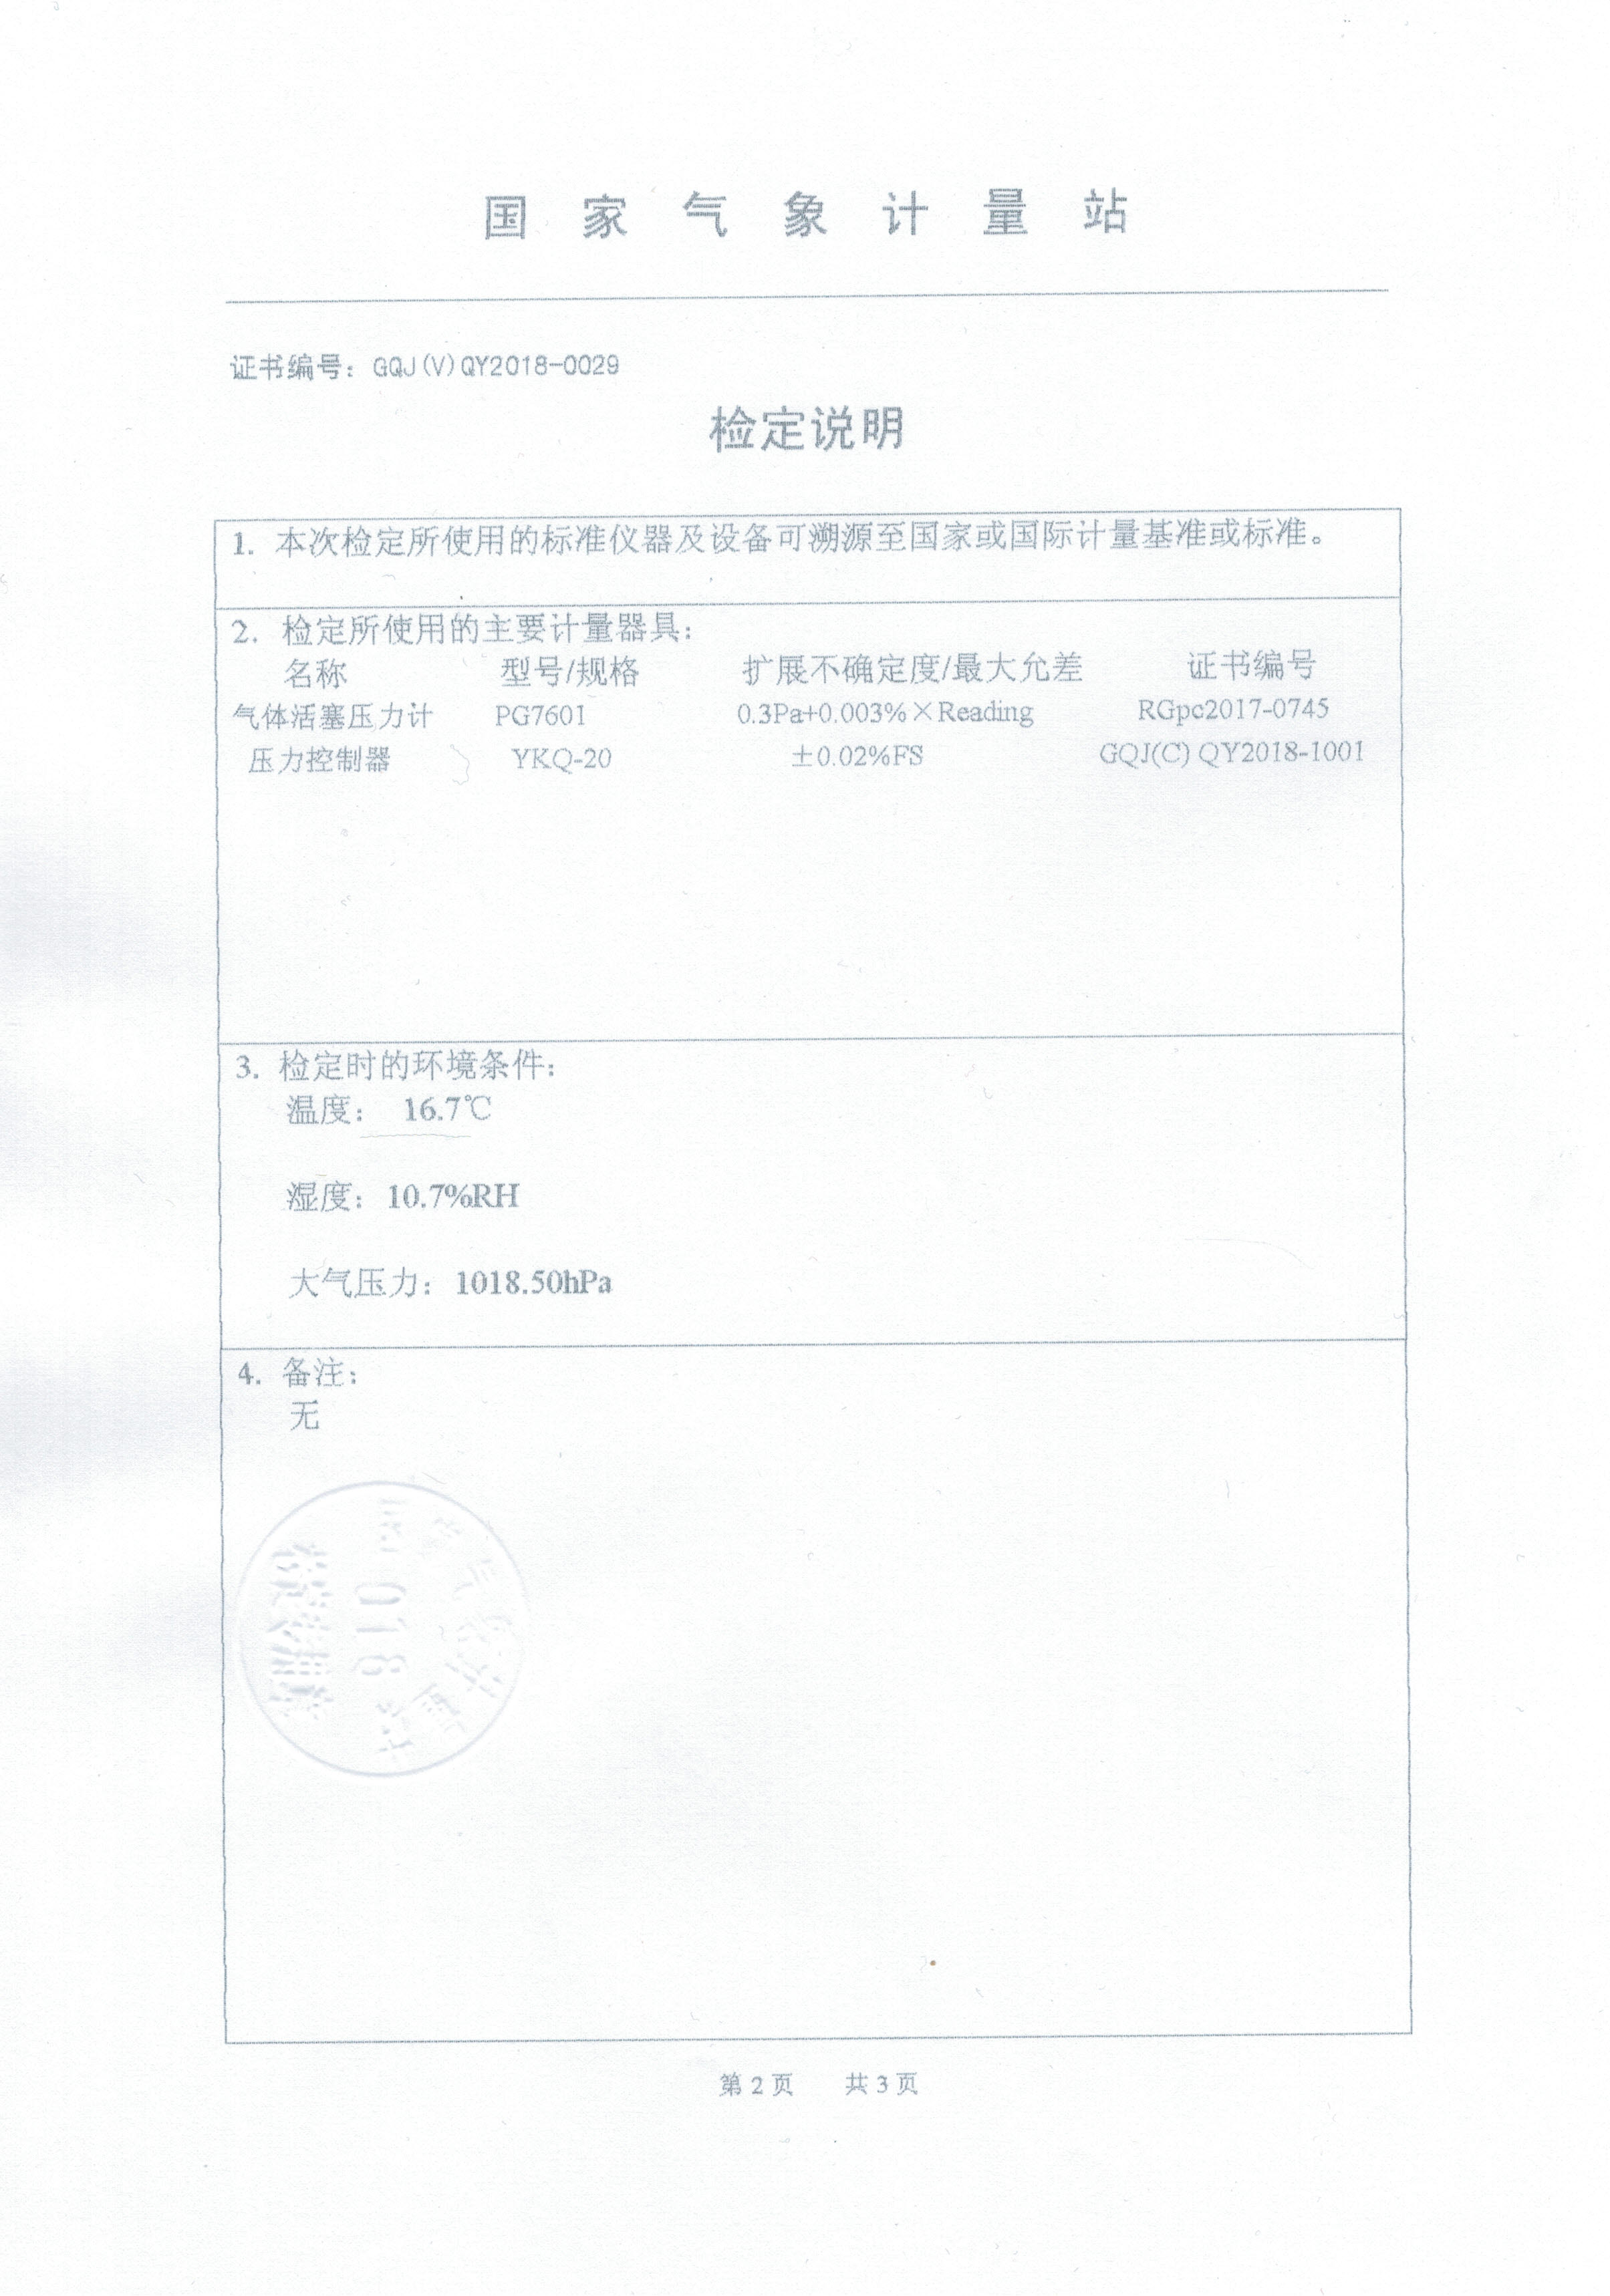 国家气象计量站
证书编号：GQJ(V)QY2018-0029
检定说明
1. 本次检定所使用的标准仪器及设备可溯源至国家或国际计量基准或标准。
2. 检定所使用的主要计量器具：
名称 型号/规格 扩展不确定度/最大允差 证书编号
气体活塞压力计 PG7601 0.3Pa+0.003%×Reading RGpc2017-0745
压力控制器 YKQ-20 ±0.02%FS GQJ(C) QY2018-1001
3. 检定时的环境条件：
温度： 16.7℃
湿度：10.7%RH
大气压力：1018.50hPa
4. 备注：
无
018
第 2 页 共 3 页